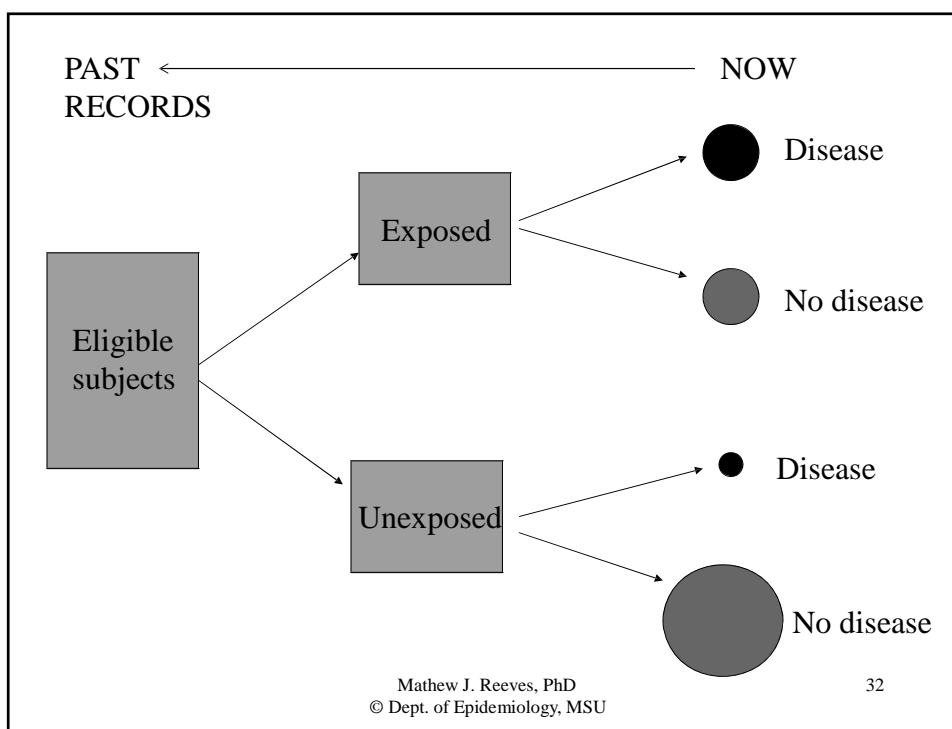 PAST
RECORDS
NOW
Disease
Exposed
No disease
Eligible
subjects
Disease
Unexposed
No disease
Mathew J. Reeves, PhD
© Dept. of Epidemiology, MSU
32